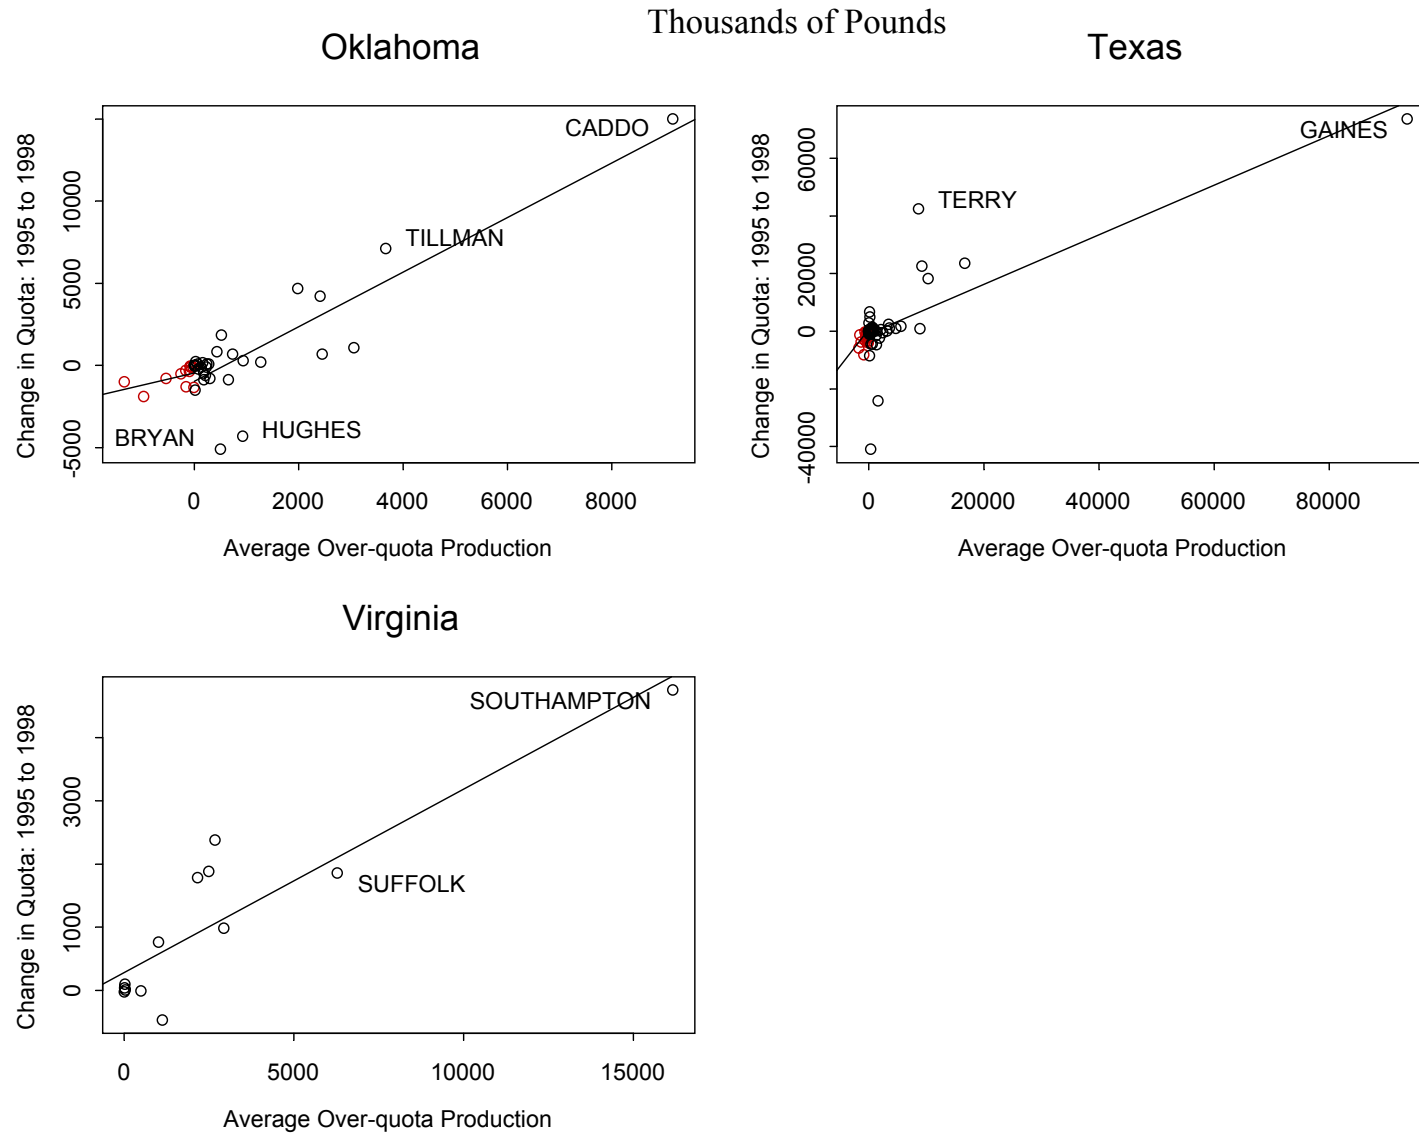 Thousands of Pounds
Oklahoma
Change in Quota: 1995 to 1998
10000
5000
0
-5000
CADDO
TILLMAN
BRYAN
HUGHES
0 2000 4000 6000 8000
Average Over-quota Production
Texas
Change in Quota: 1995 to 1998
60000
20000
0
-40000
GAINES
TERRY
0 20000 40000 60000 80000
Average Over-quota Production
Virginia
Change in Quota: 1995 to 1998
3000
1000
0
SOUTHAMPTON
SUFFOLK
0 5000 10000 15000
Average Over-quota Production